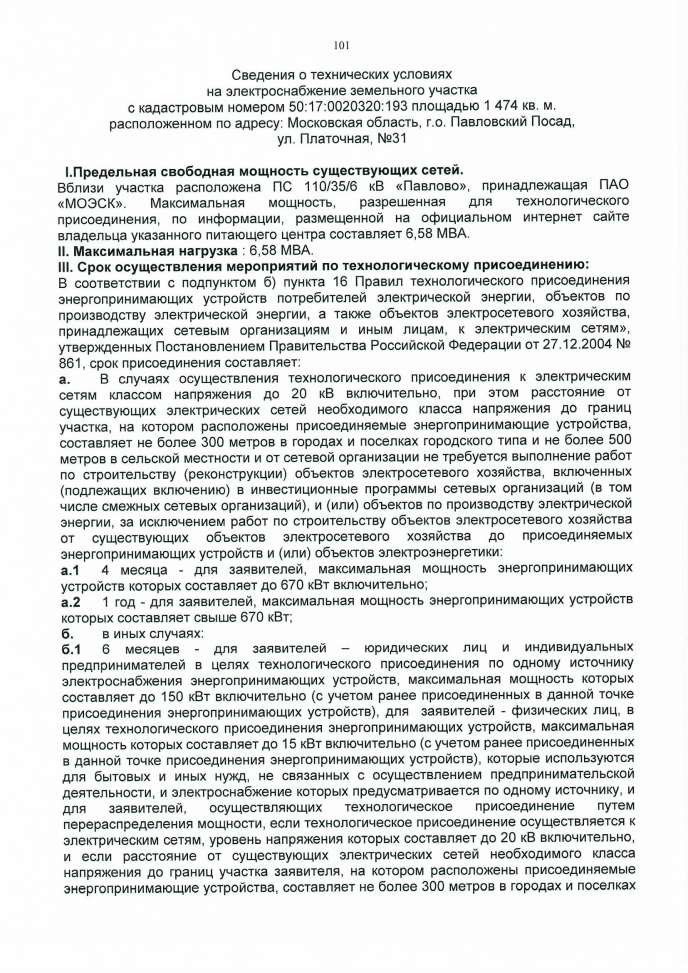 101
Сведения о технических условиях
на электроснабжение земельного участка
с кадастровым номером 50:17:0020320:193 площадью 1 474 кв. м.
расположенном по адресу: Московская область, г.о. Павловский Посад,
ул. Платочная, №31
I.Предельная свободная мощность существующих сетей.
Вблизи участка расположена ПС 110/35/6 кВ «Павлово», принадлежащая ПАО
«МОЭСК». Максимальная мощность, разрешенная для технологического
присоединения, по информации, размещенной на официальном интернет сайте
владельца указанного питающего центра составляет 6,58 МВА.
II. Максимальная нагрузка : 6,58 МВА.
III. Срок осуществления мероприятий по технологическому присоединению:
В соответствии с подпунктом б) пункта 16 Правил технологического присоединения
энергопринимающих устройств потребителей электрической энергии, объектов по
производству электрической энергии, а также объектов электросетевого хозяйства,
принадлежащих сетевым организациям и иным лицам, к электрическим сетям»,
утвержденных Постановлением Правительства Российской Федерации от 27.12.2004 №
861, срок присоединения составляет:
а. В случаях осуществления технологического присоединения к электрическим
сетям классом напряжения до 20 кВ включительно, при этом расстояние от
существующих электрических сетей необходимого класса напряжения до границ
участка, на котором расположены присоединяемые энергопринимающие устройства,
составляет не более 300 метров в городах и поселках городского типа и не более 500
метров в сельской местности и от сетевой организации не требуется выполнение работ
по строительству (реконструкции) объектов электросетевого хозяйства, включенных
(подлежащих включению) в инвестиционные программы сетевых организаций (в том
числе смежных сетевых организаций), и (или) объектов по производству электрической
энергии, за исключением работ по строительству объектов электросетевого хозяйства
от существующих объектов электросетевого хозяйства до присоединяемых
энергопринимающих устройств и (или) объектов электроэнергетики:
а.1 4 месяца - для заявителей, максимальная мощность энергопринимающих
устройств которых составляет до 670 кВт включительно;
а.2 1 год - для заявителей, максимальная мощность энергопринимающих устройств
которых составляет свыше 670 кВт;
б. в иных случаях:
б.1 6 месяцев - для заявителей – юридических лиц и индивидуальных
предпринимателей в целях технологического присоединения по одному источнику
электроснабжения энергопринимающих устройств, максимальная мощность которых
составляет до 150 кВт включительно (с учетом ранее присоединенных в данной точке
присоединения энергопринимающих устройств), для заявителей - физических лиц, в
целях технологического присоединения энергопринимающих устройств, максимальная
мощность которых составляет до 15 кВт включительно (с учетом ранее присоединенных
в данной точке присоединения энергопринимающих устройств), которые используются
для бытовых и иных нужд, не связанных с осуществлением предпринимательской
деятельности, и электроснабжение которых предусматривается по одному источнику, и
для заявителей, осуществляющих технологическое присоединение путем
перераспределения мощности, если технологическое присоединение осуществляется к
электрическим сетям, уровень напряжения которых составляет до 20 кВ включительно,
и если расстояние от существующих электрических сетей необходимого класса
напряжения до границ участка заявителя, на котором расположены присоединяемые
энергопринимающие устройства, составляет не более 300 метров в городах и поселках